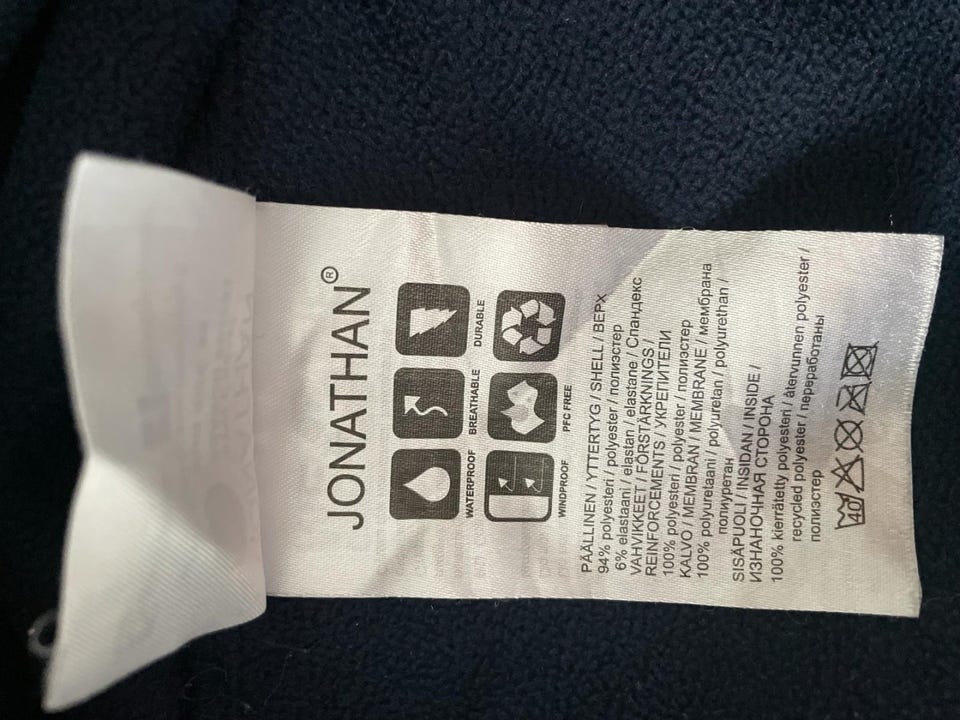 JONATHAN®
WATERPROOF BREATHABLE DURABLE
WINDPROOF PFC FREE
PÄÄLLINEN / YTTERTYG / SHELL / ВЕРХ
94% polyesteri / polyester / полиэстер
6% elastaani / elastan / elastane / Спандекс
VAHVIKKEET / FÖRSTÄRKNINGS /
REINFORCEMENTS / УКРЕПИТЕЛИ
100% polyesteri / polyester / полиэстер
KALVO / MEMBRAN / MEMBRANE / мембрана
100% polyuretaani / polyuretan / polyurethan /
полиуретан
SISÄPUOLI / INSIDAN / INSIDE /
ИЗНАНОЧНАЯ СТОРОНА
100% kierrätetty polyesteri / återvunnen polyester /
recycled polyester / переработаны
полиэстер
40